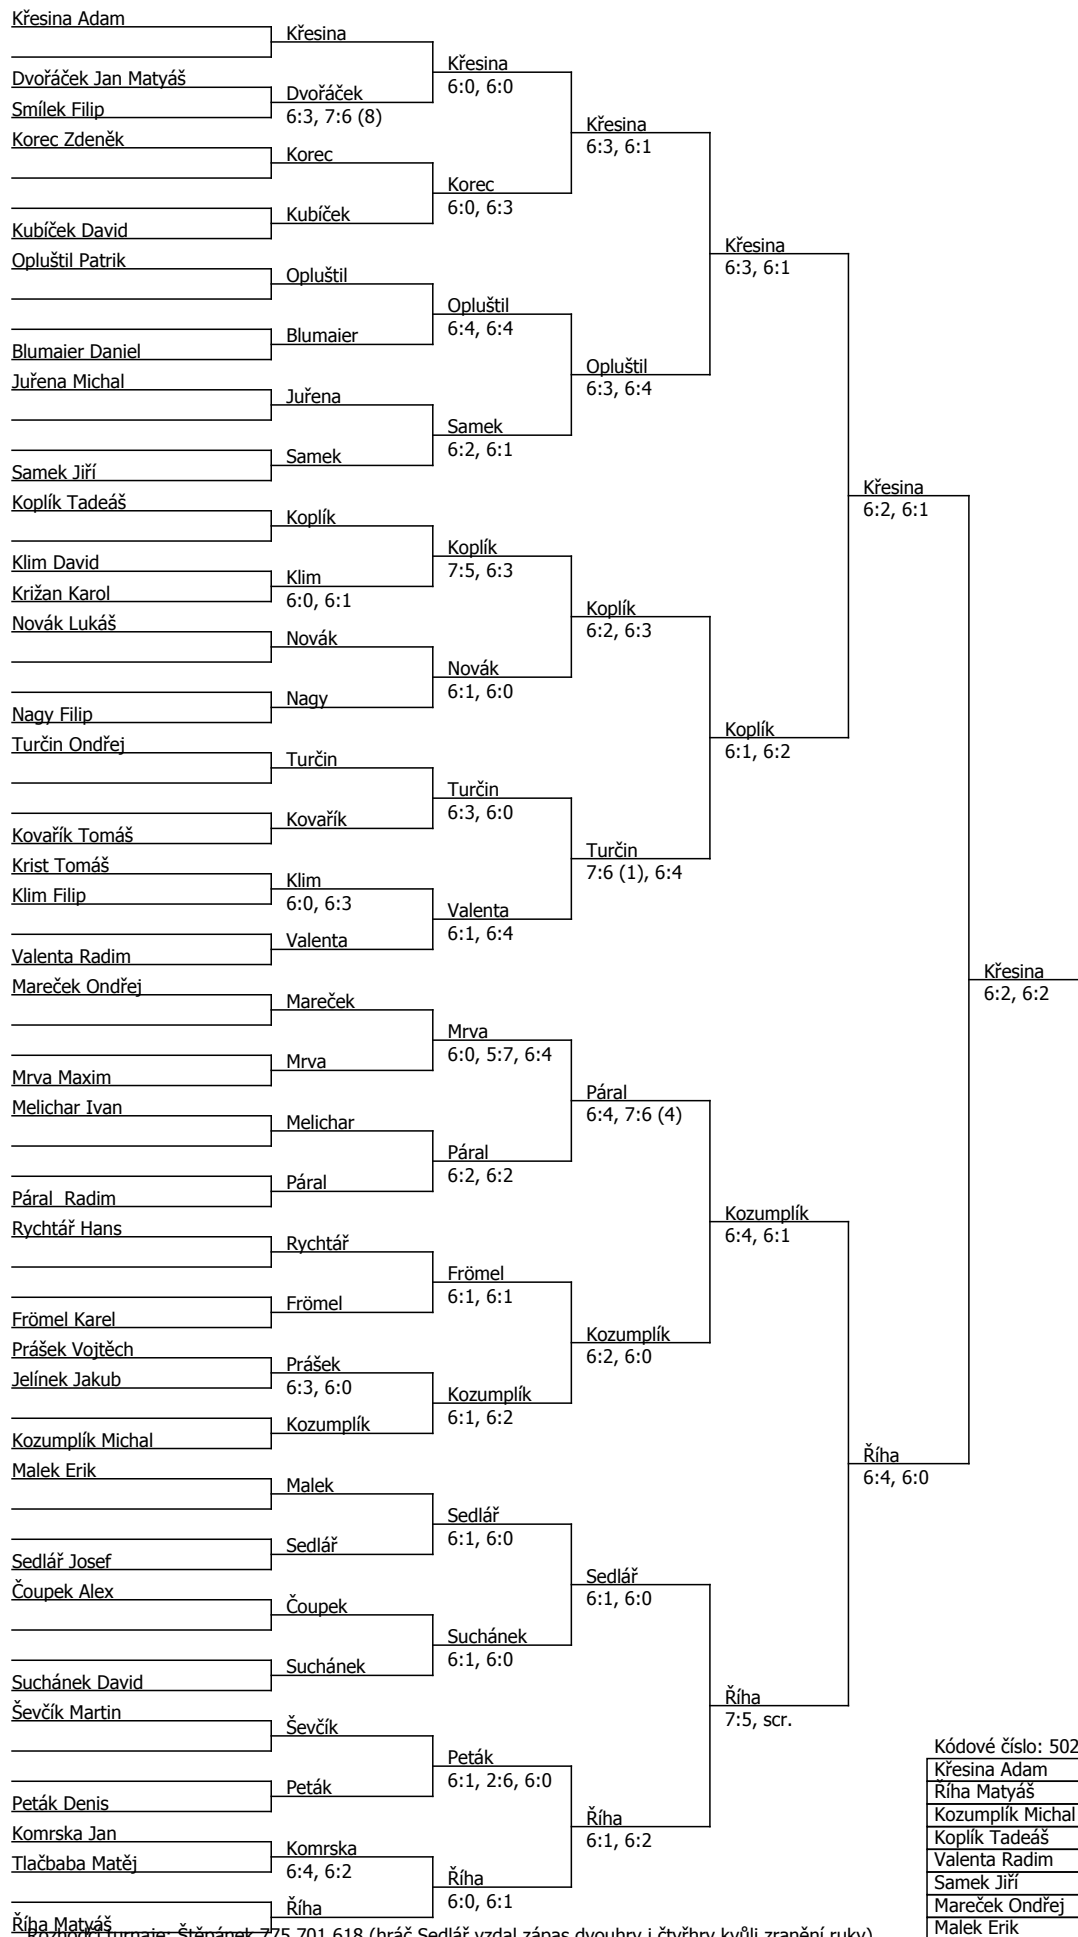 Křesina Adam
Křesina
Křesina
6:0, 6:0
Dvořáček Jan Matyáš
Smílek Filip
Dvořáček
6:3, 7:6 (8)
Křesina
6:3, 6:1
Korec Zdeněk
Korec
Korec
6:0, 6:3
Kubíček
Kubíček David
Křesina
6:3, 6:1
Opluštil Patrik
Opluštil
Opluštil
6:4, 6:4
Blumaier
Blumaier Daniel
Opluštil
6:3, 6:4
Juřena Michal
Juřena
Samek
6:2, 6:1
Samek
Samek Jiří
Křesina
6:2, 6:1
Koplík Tadeáš
Koplík
Koplík
7:5, 6:3
Klim David
Križan Karol
Klim
6:0, 6:1
Koplík
6:2, 6:3
Novák Lukáš
Novák
Novák
6:1, 6:0
Nagy
Nagy Filip
Koplík
6:1, 6:2
Turčin Ondřej
Turčin
Turčin
6:3, 6:0
Kovařík
Kovařík Tomáš
Turčin
7:6 (1), 6:4
Krist Tomáš
Klim Filip
Klim
6:0, 6:3
Valenta
6:1, 6:4
Valenta
Valenta Radim
Křesina
6:2, 6:2
Mareček Ondřej
Mareček
Mrva
6:0, 5:7, 6:4
Mrva
Mrva Maxim
Páral
6:4, 7:6 (4)
Melichar Ivan
Melichar
Páral
6:2, 6:2
Páral
Páral  Radim
Kozumplík
6:4, 6:1
Rychtář Hans
Rychtář
Frömel
6:1, 6:1
Frömel
Frömel Karel
Kozumplík
6:2, 6:0
Prášek Vojtěch
Jelínek Jakub
Prášek
6:3, 6:0
Kozumplík
6:1, 6:2
Kozumplík
Kozumplík Michal
Říha
6:4, 6:0
Malek Erik
Malek
Sedlář
6:1, 6:0
Sedlář
Sedlář Josef
Sedlář
6:1, 6:0
Čoupek Alex
Čoupek
Suchánek
6:1, 6:0
Suchánek
Suchánek David
Říha
7:5, scr.
Ševčík Martin
Ševčík
Peták
6:1, 2:6, 6:0
Peták
Peták Denis
Říha
6:1, 6:2
Komrska Jan
Tlačbaba Matěj
Komrska
6:4, 6:2
Říha
6:0, 6:1
Říha
Říha Matyáš
Rozhodčí turnaje: Štěpánek 775 701 618 (hráč Sedlář vzdal zápas dvouhry i čtyřhry kvůli zranění ruky)
Kódové číslo: 502
Křesina Adam
Říha Matyáš
Kozumplík Michal
Koplík Tadeáš
Valenta Radim
Samek Jiří
Mareček Ondřej
Malek Erik